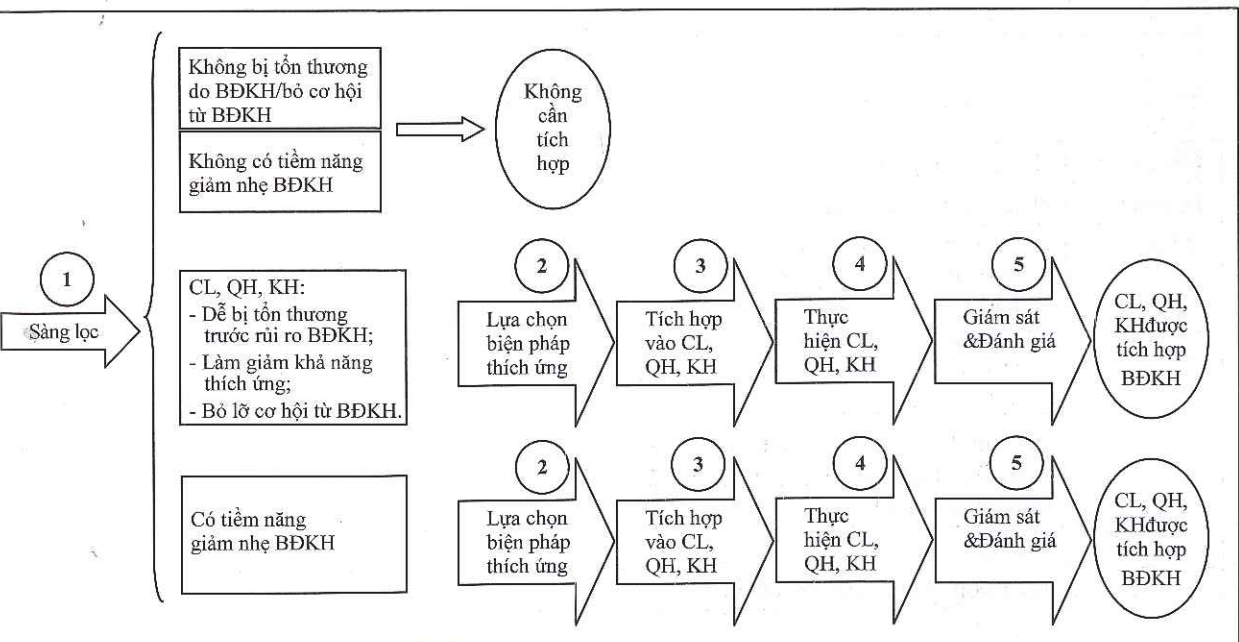 Không bị tổn thương
do BĐKH/bỏ cơ hội
từ BĐKH
Không có tiềm năng
giảm nhẹ BĐKH
Không
cần
tích
hợp
1
Sàng lọc
CL, QH, KH:
- Dễ bị tổn thương
trước rủi ro BĐKH;
- Làm giảm khả năng
thích ứng;
- Bỏ lỡ cơ hội từ BĐKH.
2
Lựa chọn
biện pháp
thích ứng
3
Tích hợp
vào CL,
QH, KH
4
Thực
hiện CL,
QH, KH
5
Giám sát
&Đánh giá
CL, QH,
KHđược
tích hợp
BĐKH
Có tiềm năng
giảm nhẹ BĐKH
2
Lựa chọn
biện pháp
thích ứng
3
Tích hợp
vào CL,
QH, KH
4
Thực
hiện CL,
QH, KH
5
Giám sát
&Đánh giá
CL, QH,
KHđược
tích hợp
BĐKH